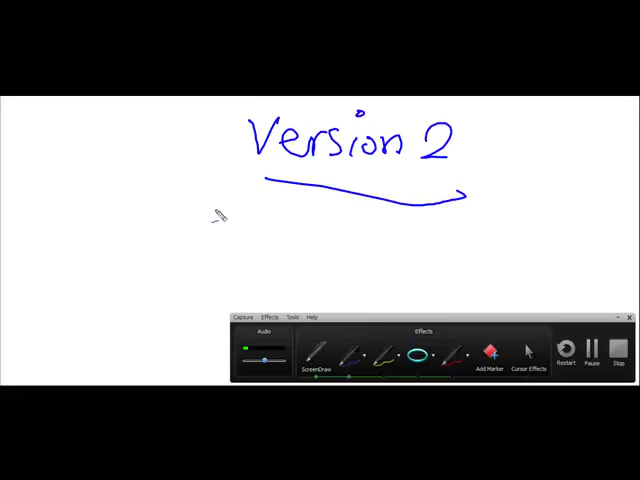 Version 2
Capture Effects Tools Help
Audio
Effects
ScreenDraw
Add Marker
Cursor Effects
Restart
Pause
Stop